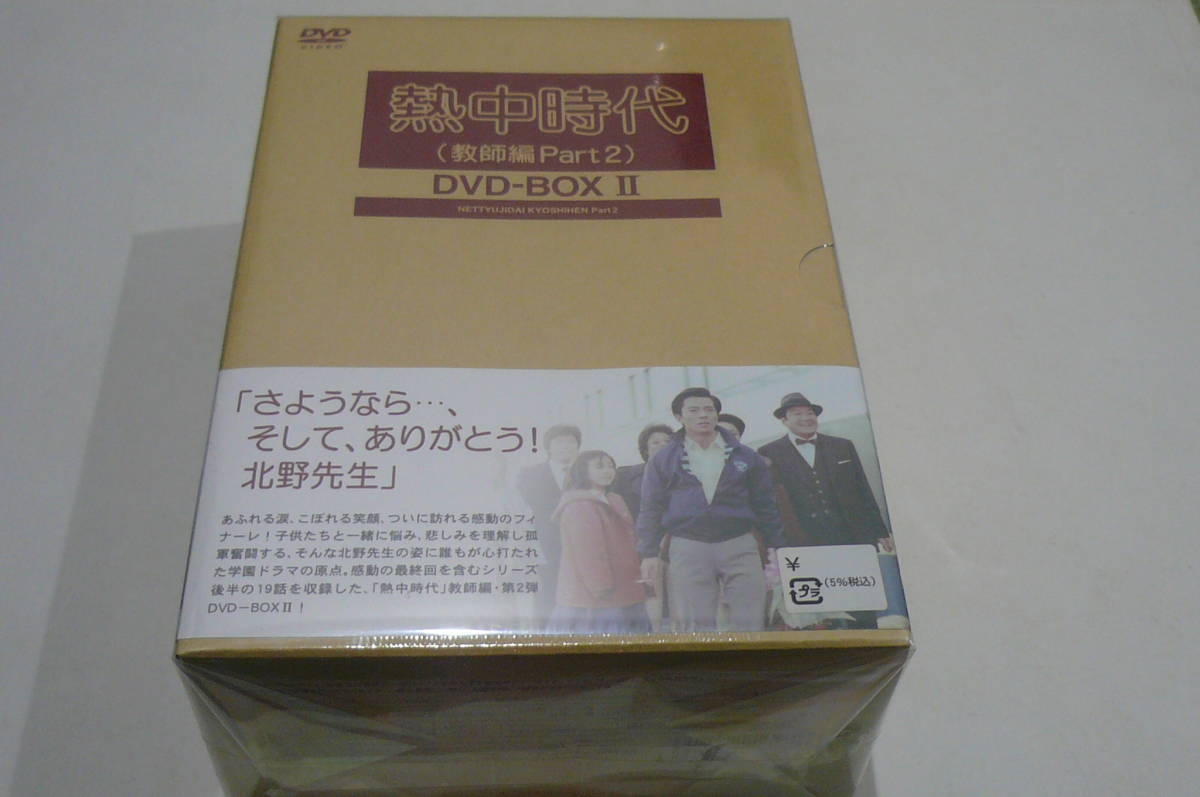 DVD
VIDEO
熱中時代
(教師編Part2)
DVD-BOX II
NETTYUJIDAI KYOSHIHEN Part2
「さようなら…、
そして、ありがとう!
北野先生」
あふれる涙、こぼれる笑顔、ついに訪れる感動のフィ
ナーレ!子供たちと一緒に悩み、悲しみを理解し孤
軍奮闘する、そんな北野先生の姿に誰もが心打たれ
た学園ドラマの原点。感動の最終回を含むシリーズ
後半の19話を収録した、「熱中時代」教師編・第2弾
DVD-BOXII!
¥
プラ
(5%税込)